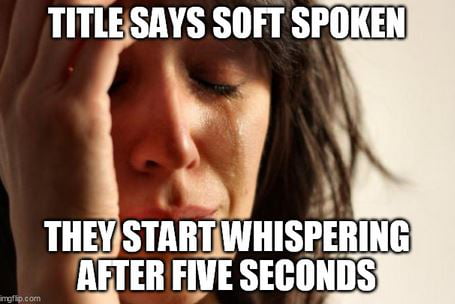 TITLE SAYS SOFT SPOKEN
THEY START WHISPERING
AFTER FIVE SECONDS
imgflip.com